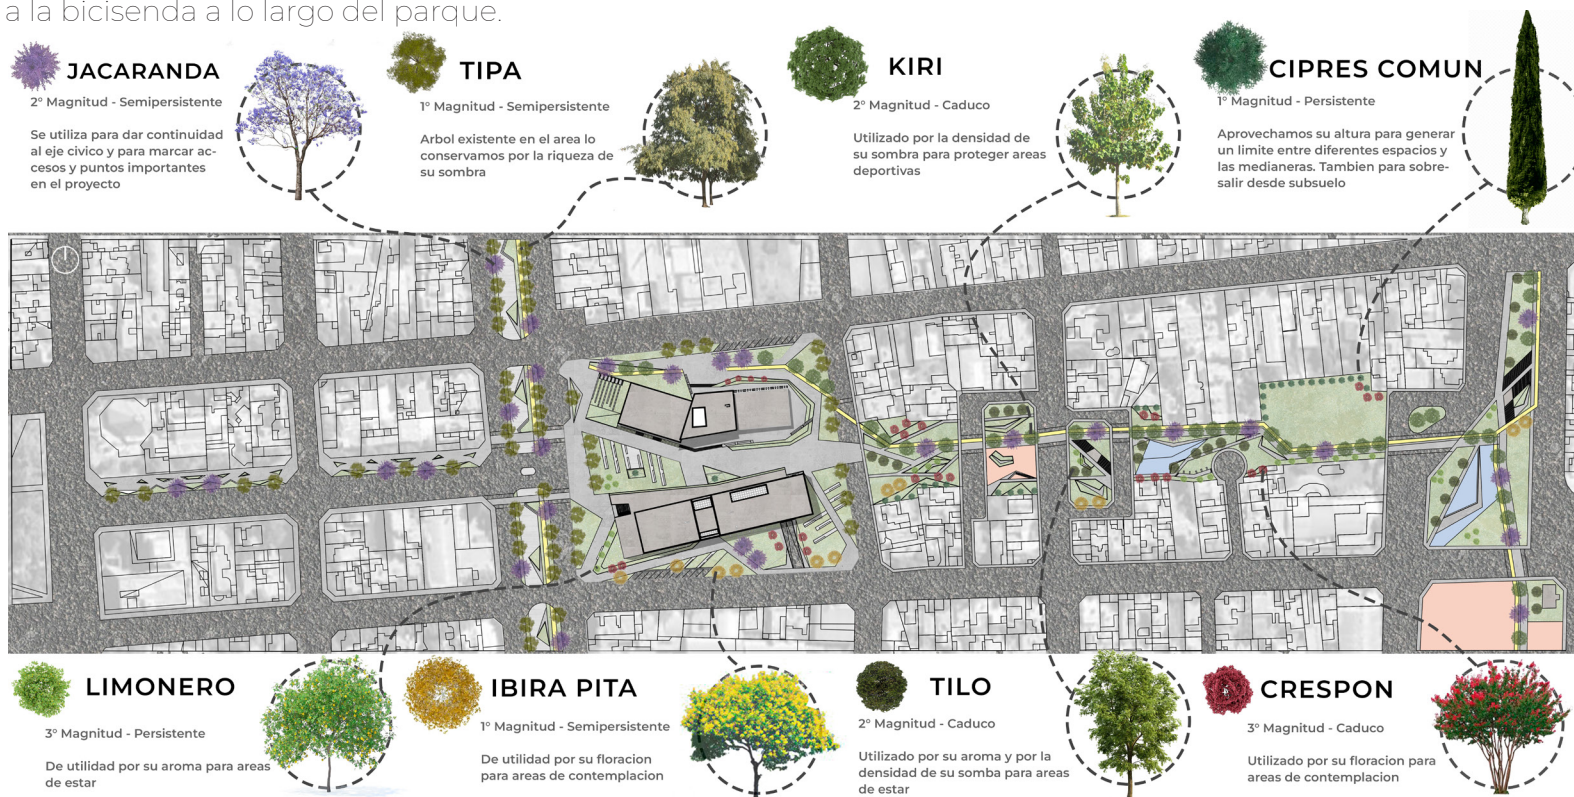 a la bicisenda a lo largo del parque.
JACARANDA
2° Magnitud - Semipersistente
Se utiliza para dar continuidad
al eje civico y para marcar ac-
cesos y puntos importantes
en el proyecto
TIPA
1° Magnitud - Semipersistente
Arbol existente en el area lo
conservamos por la riqueza de
su sombra
KIRI
2° Magnitud - Caduco
Utilizado por la densidad de
su sombra para proteger areas
deportivas
CIPRES COMUN
1° Magnitud - Persistente
Aprovechamos su altura para generar
un limite entre diferentes espacios y
las medianeras. Tambien para sobre-
salir desde subsuelo
LIMONERO
3° Magnitud - Persistente
De utilidad por su aroma para areas
de estar
IBIRA PITA
1° Magnitud - Semipersistente
De utilidad por su floracion
para areas de contemplacion
TILO
2° Magnitud - Caduco
Utilizado por su aroma y por la
densidad de su somba para areas
de estar
CRESPON
3° Magnitud - Caduco
Utilizado por su floracion para
areas de contemplacion